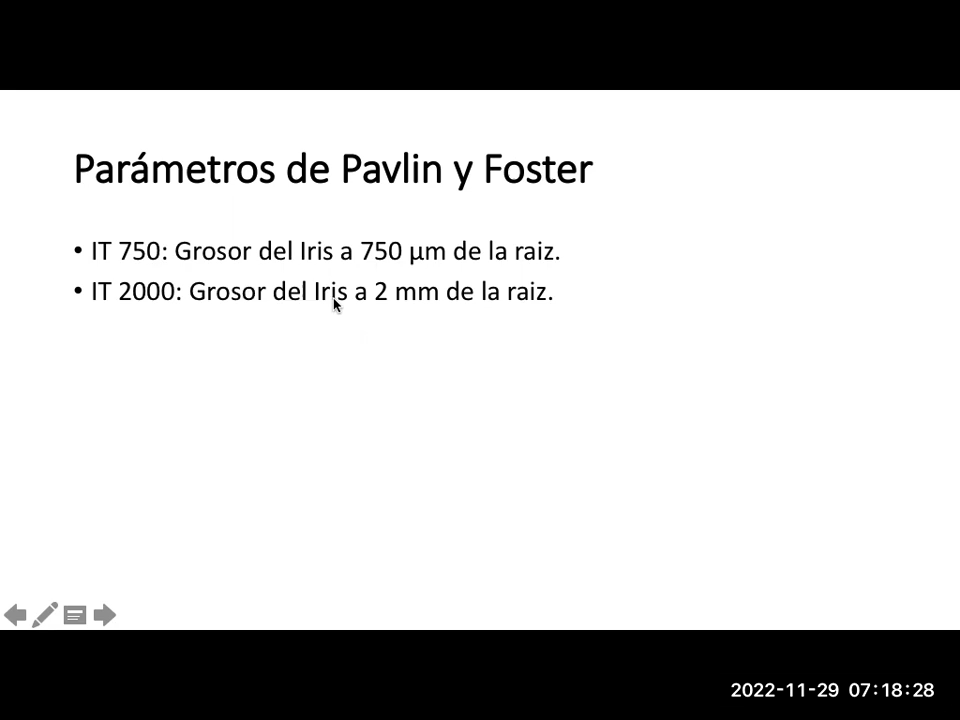 Parámetros de Pavlin y Foster
• IT 750: Grosor del Iris a 750 µm de la raiz.
• IT 2000: Grosor del Iris a 2 mm de la raiz.
2022-11-29 07:18:28